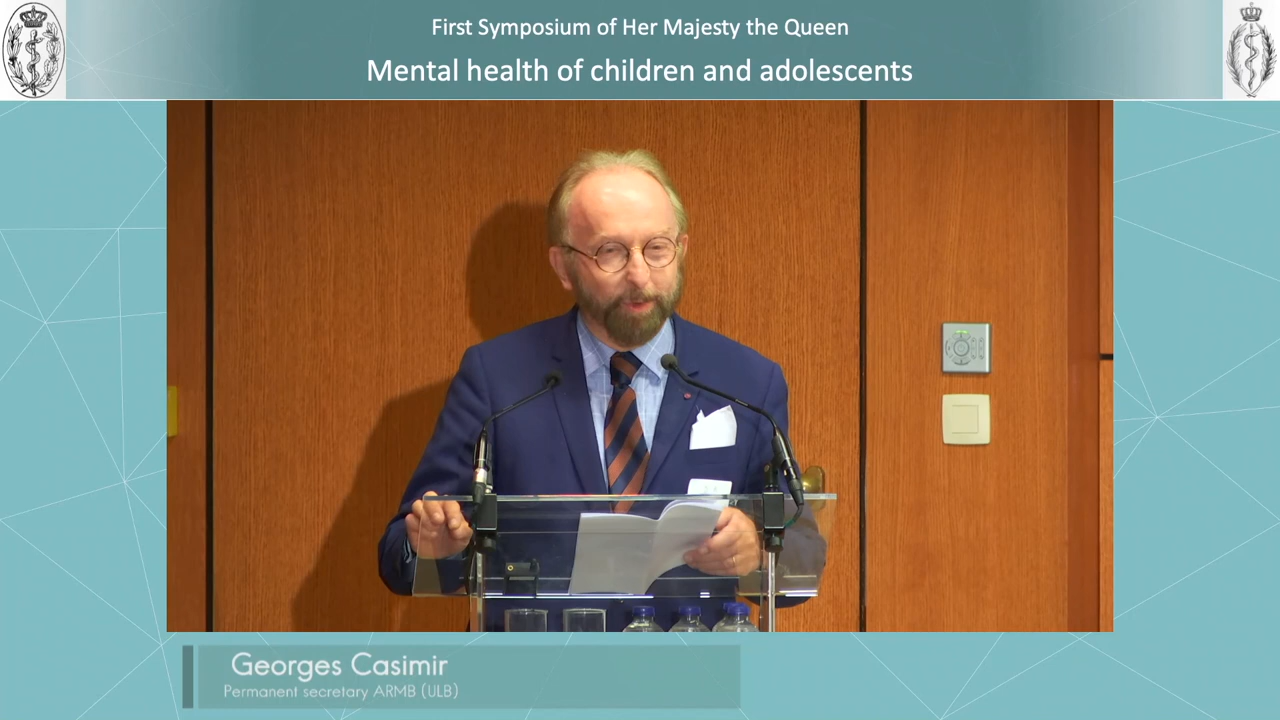 First Symposium of Her Majesty the Queen
Mental health of children and adolescents
Georges Casimir
Permanent secretary ARMB (ULB)